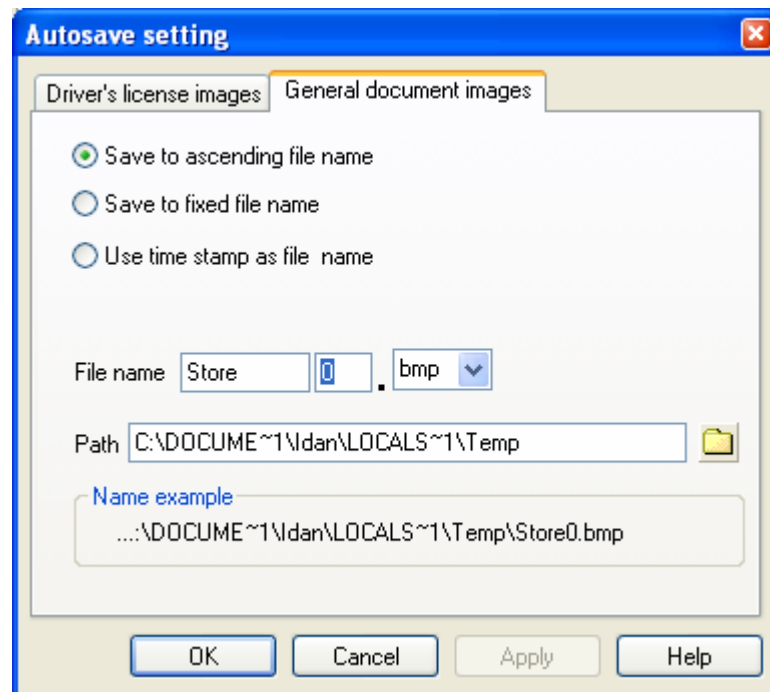 Autosave setting
Driver's license images General document images
Save to ascending file name
Save to fixed file name
Use time stamp as file name
File name Store 0 . bmp
Path C:\DOCUME~1\Idan\LOCALS~1\Temp
Name example
...:\DOCUME~1\Idan\LOCALS~1\Temp\Store0.bmp
OK Cancel Apply Help